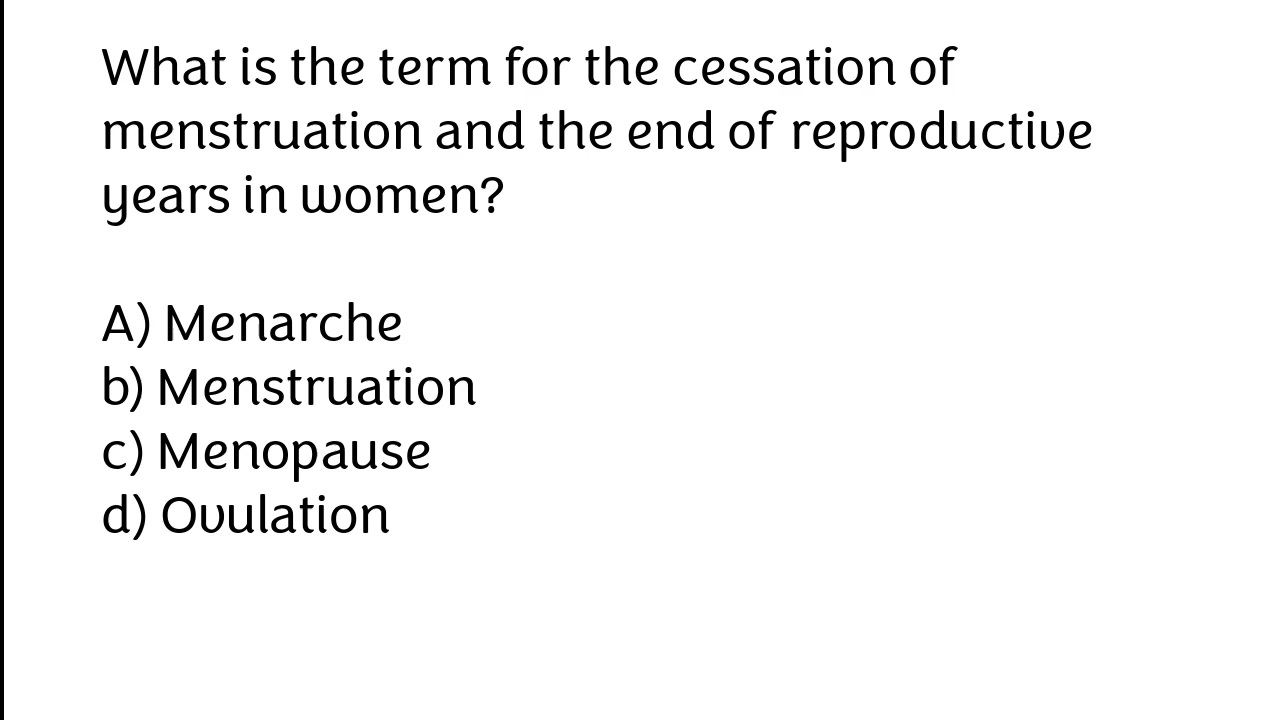 What is the term for the cessation of
menstruation and the end of reproductive
years in women?
A) Menarche
b) Menstruation
c) Menopause
d) Ovulation